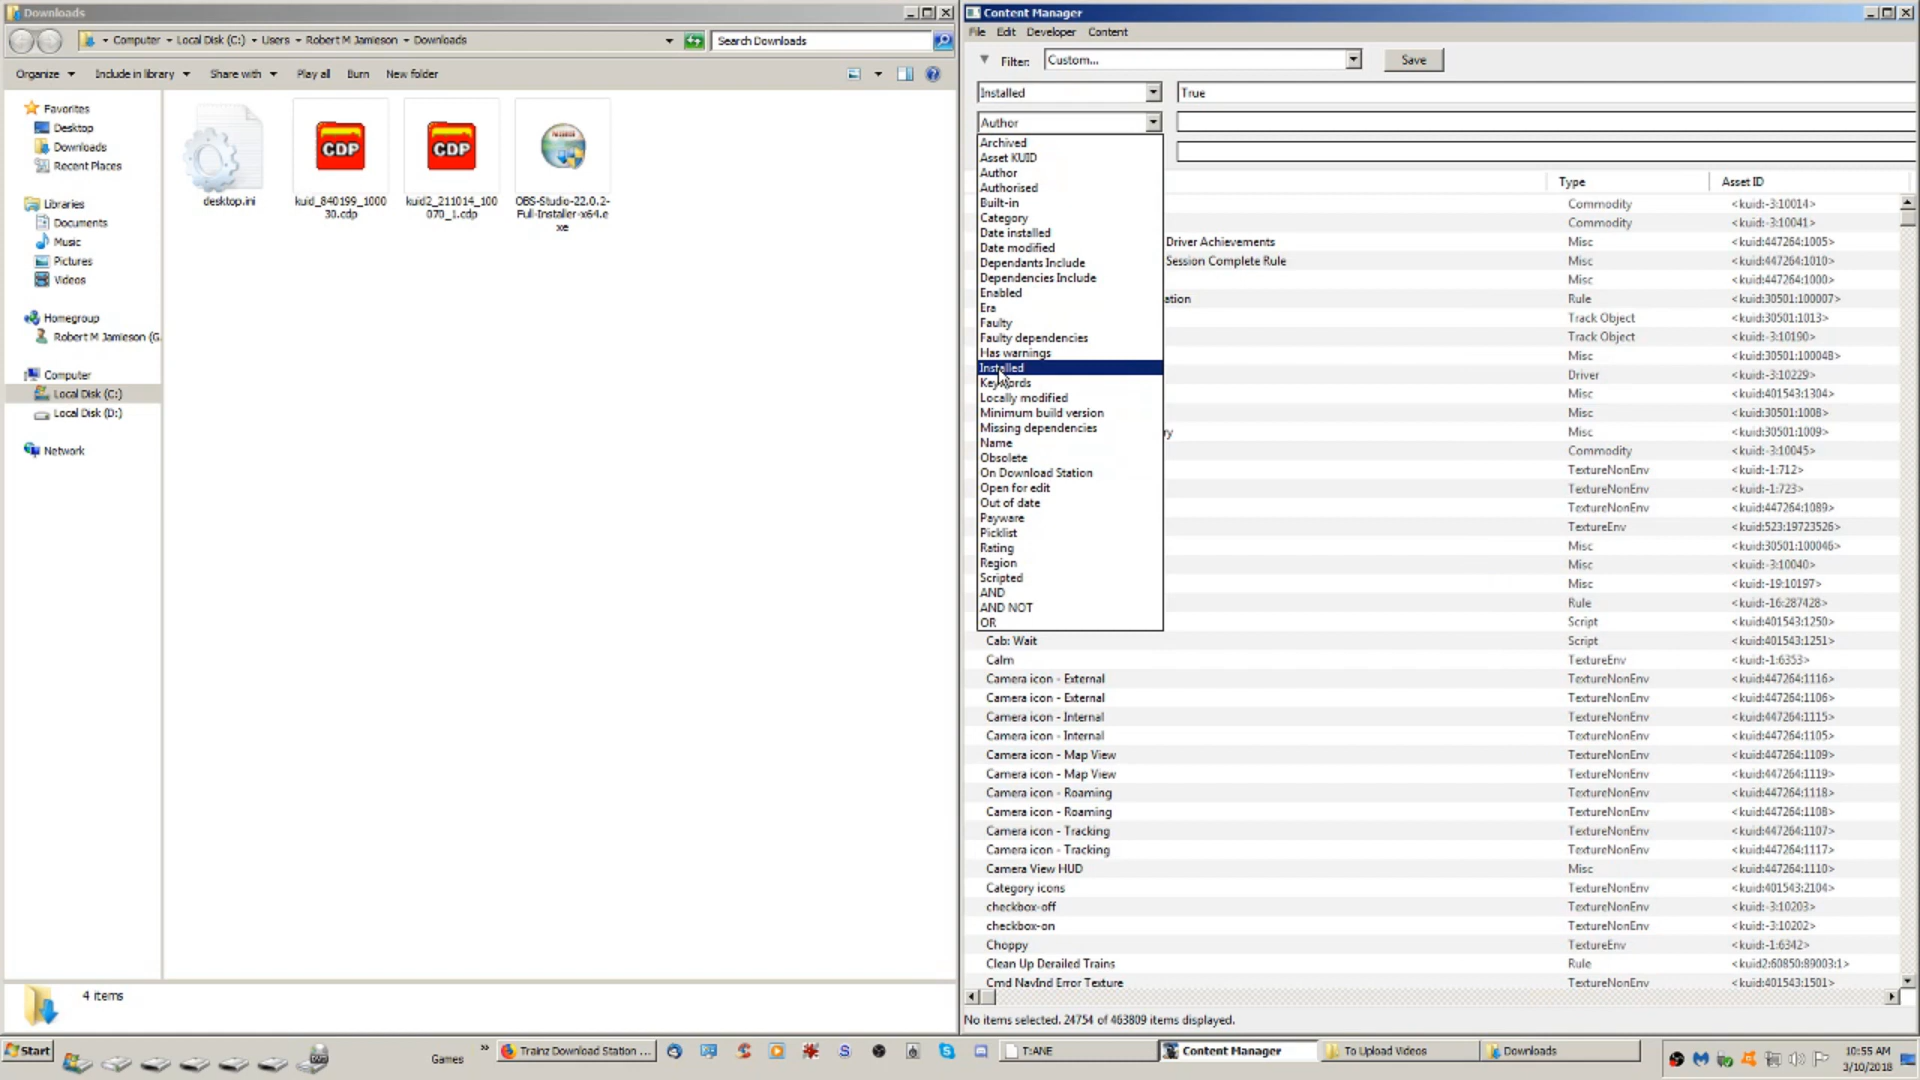 Downloads
Computer Local Disk (C:) Users Robert M Jamieson Downloads
Search Downloads
Organize Include in library Share with Play all Burn New folder
Favorites
Desktop
Downloads
Recent Places
Libraries
Documents
Music
Pictures
Videos
Homegroup
Robert M Jamieson (G
Computer
Local Disk (C:)
Local Disk (D:)
Network
desktop.ini
CDP
kuid_840199_1000
30.cdp
CDP
kuid2_211014_100
070_1.cdp
OBS-Studio-22.0.2-
Full-Installer-x64.e
xe
4 items
Content Manager
File Edit Developer Content
Filter: Custom... Save
Installed True
Author
Archived
Asset KUID
Author
Authorised
Built-in
Category
Date installed
Date modified
Dependants Include
Dependencies Include
Enabled
Era
Faulty
Faulty dependencies
Has warnings
Installed
Keywords
Locally modified
Minimum build version
Missing dependencies
Name
Obsolete
On Download Station
Open for edit
Out of date
Payware
Picklist
Rating
Region
Scripted
AND
AND NOT
OR
Type Asset ID
Commodity <kuid:-3:10014>
Commodity <kuid:-3:10041>
Driver Achievements Misc <kuid:447264:1005>
Session Complete Rule Misc <kuid:447264:1010>
Misc <kuid:447264:1000>
ation Rule <kuid:30501:100007>
Track Object <kuid:30501:1013>
Track Object <kuid:-3:10190>
Misc <kuid:30501:100048>
Driver <kuid:-3:10229>
Misc <kuid:401543:1304>
Misc <kuid:30501:1008>
ry Misc <kuid:30501:1009>
Commodity <kuid:-3:10045>
TextureNonEnv <kuid:-1:712>
TextureNonEnv <kuid:-1:723>
TextureNonEnv <kuid:447264:1089>
TextureEnv <kuid:523:19723526>
Misc <kuid:30501:100046>
Misc <kuid:-3:10040>
Misc <kuid:-19:10197>
Rule <kuid:-16:287428>
Script <kuid:401543:1250>
Cab: Wait Script <kuid:401543:1251>
Calm TextureEnv <kuid:-1:6353>
Camera icon - External TextureNonEnv <kuid:447264:1116>
Camera icon - External TextureNonEnv <kuid:447264:1106>
Camera icon - Internal TextureNonEnv <kuid:447264:1115>
Camera icon - Internal TextureNonEnv <kuid:447264:1105>
Camera icon - Map View TextureNonEnv <kuid:447264:1109>
Camera icon - Map View TextureNonEnv <kuid:447264:1119>
Camera icon - Roaming TextureNonEnv <kuid:447264:1118>
Camera icon - Roaming TextureNonEnv <kuid:447264:1108>
Camera icon - Tracking TextureNonEnv <kuid:447264:1107>
Camera icon - Tracking TextureNonEnv <kuid:447264:1117>
Camera View HUD Misc <kuid:447264:1110>
Category icons TextureNonEnv <kuid:401543:2104>
checkbox-off TextureNonEnv <kuid:-3:10203>
checkbox-on TextureNonEnv <kuid:-3:10202>
Choppy TextureEnv <kuid:-1:6342>
Clean Up Derailed Trains Rule <kuid2:60850:89003:1>
Cmd NavInd Error Texture TextureNonEnv <kuid:401543:1501>
No items selected. 24754 of 463809 items displayed.
Start Games Trainz Download Station ... T:ANE Content Manager To Upload Videos Downloads 10:55 AM
3/10/2018